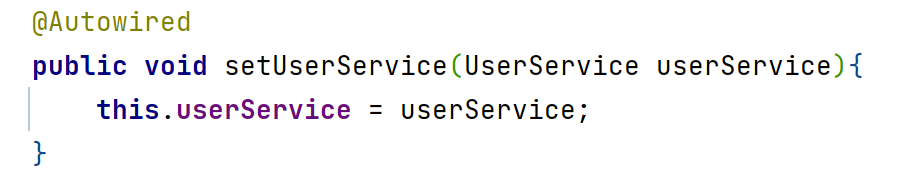 @Autowired
public void setUserService(UserService userService){
    this.userService = userService;
}